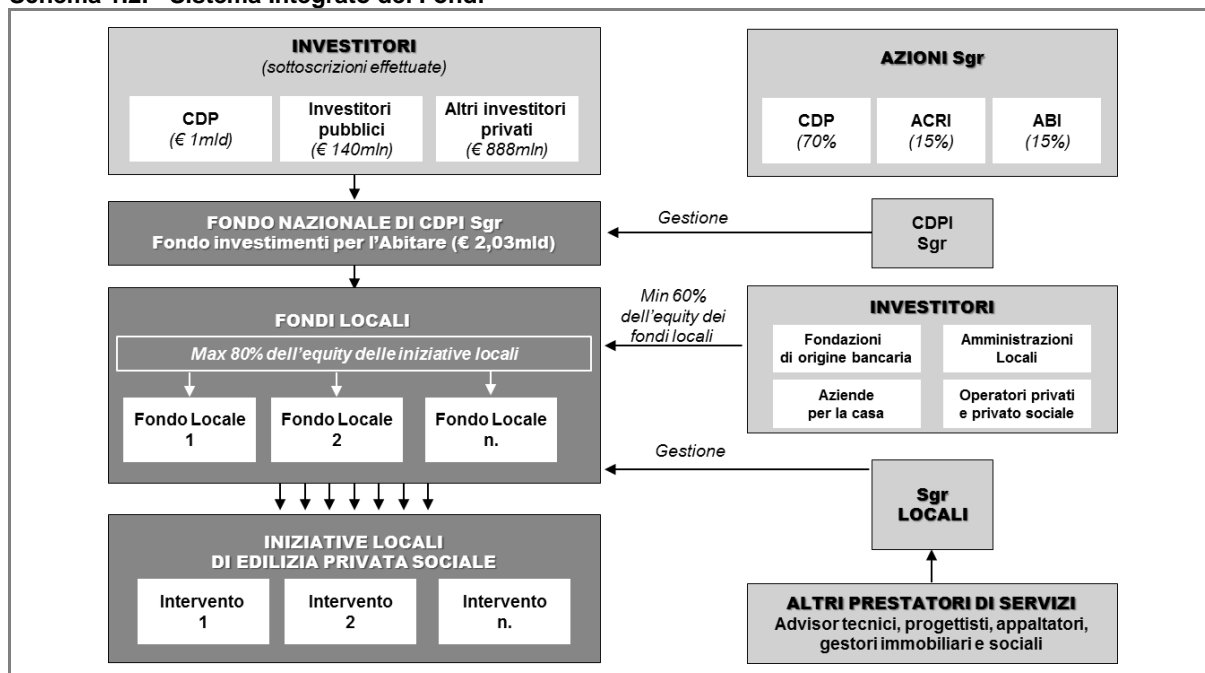 Schema 1.2. - Sistema Integrato dei Fondi
INVESTITORI
(sottoscrizioni effettuate)
CDP
(€ 1mld)
Investitori
pubblici
(€ 140mln)
Altri investitori
privati
(€ 888mln)
AZIONI Sgr
CDP
(70%
ACRI
(15%)
ABI
(15%)
FONDO NAZIONALE DI CDPI Sgr
Fondo investimenti per l'Abitare (€ 2,03mld)
Gestione
CDPI
Sgr
FONDI LOCALI
Max 80% dell'equity delle iniziative locali
Fondo Locale
1
Fondo Locale
2
Fondo Locale
n.
Min 60%
dell'equity dei
fondi locali
INVESTITORI
Fondazioni
di origine bancaria
Amministrazioni
Locali
Aziende
per la casa
Operatori privati
e privato sociale
Gestione
Sgr
LOCALI
INIZIATIVE LOCALI
DI EDILIZIA PRIVATA SOCIALE
Intervento
1
Intervento
2
Intervento
n.
ALTRI PRESTATORI DI SERVIZI
Advisor tecnici, progettisti, appaltatori,
gestori immobiliari e sociali